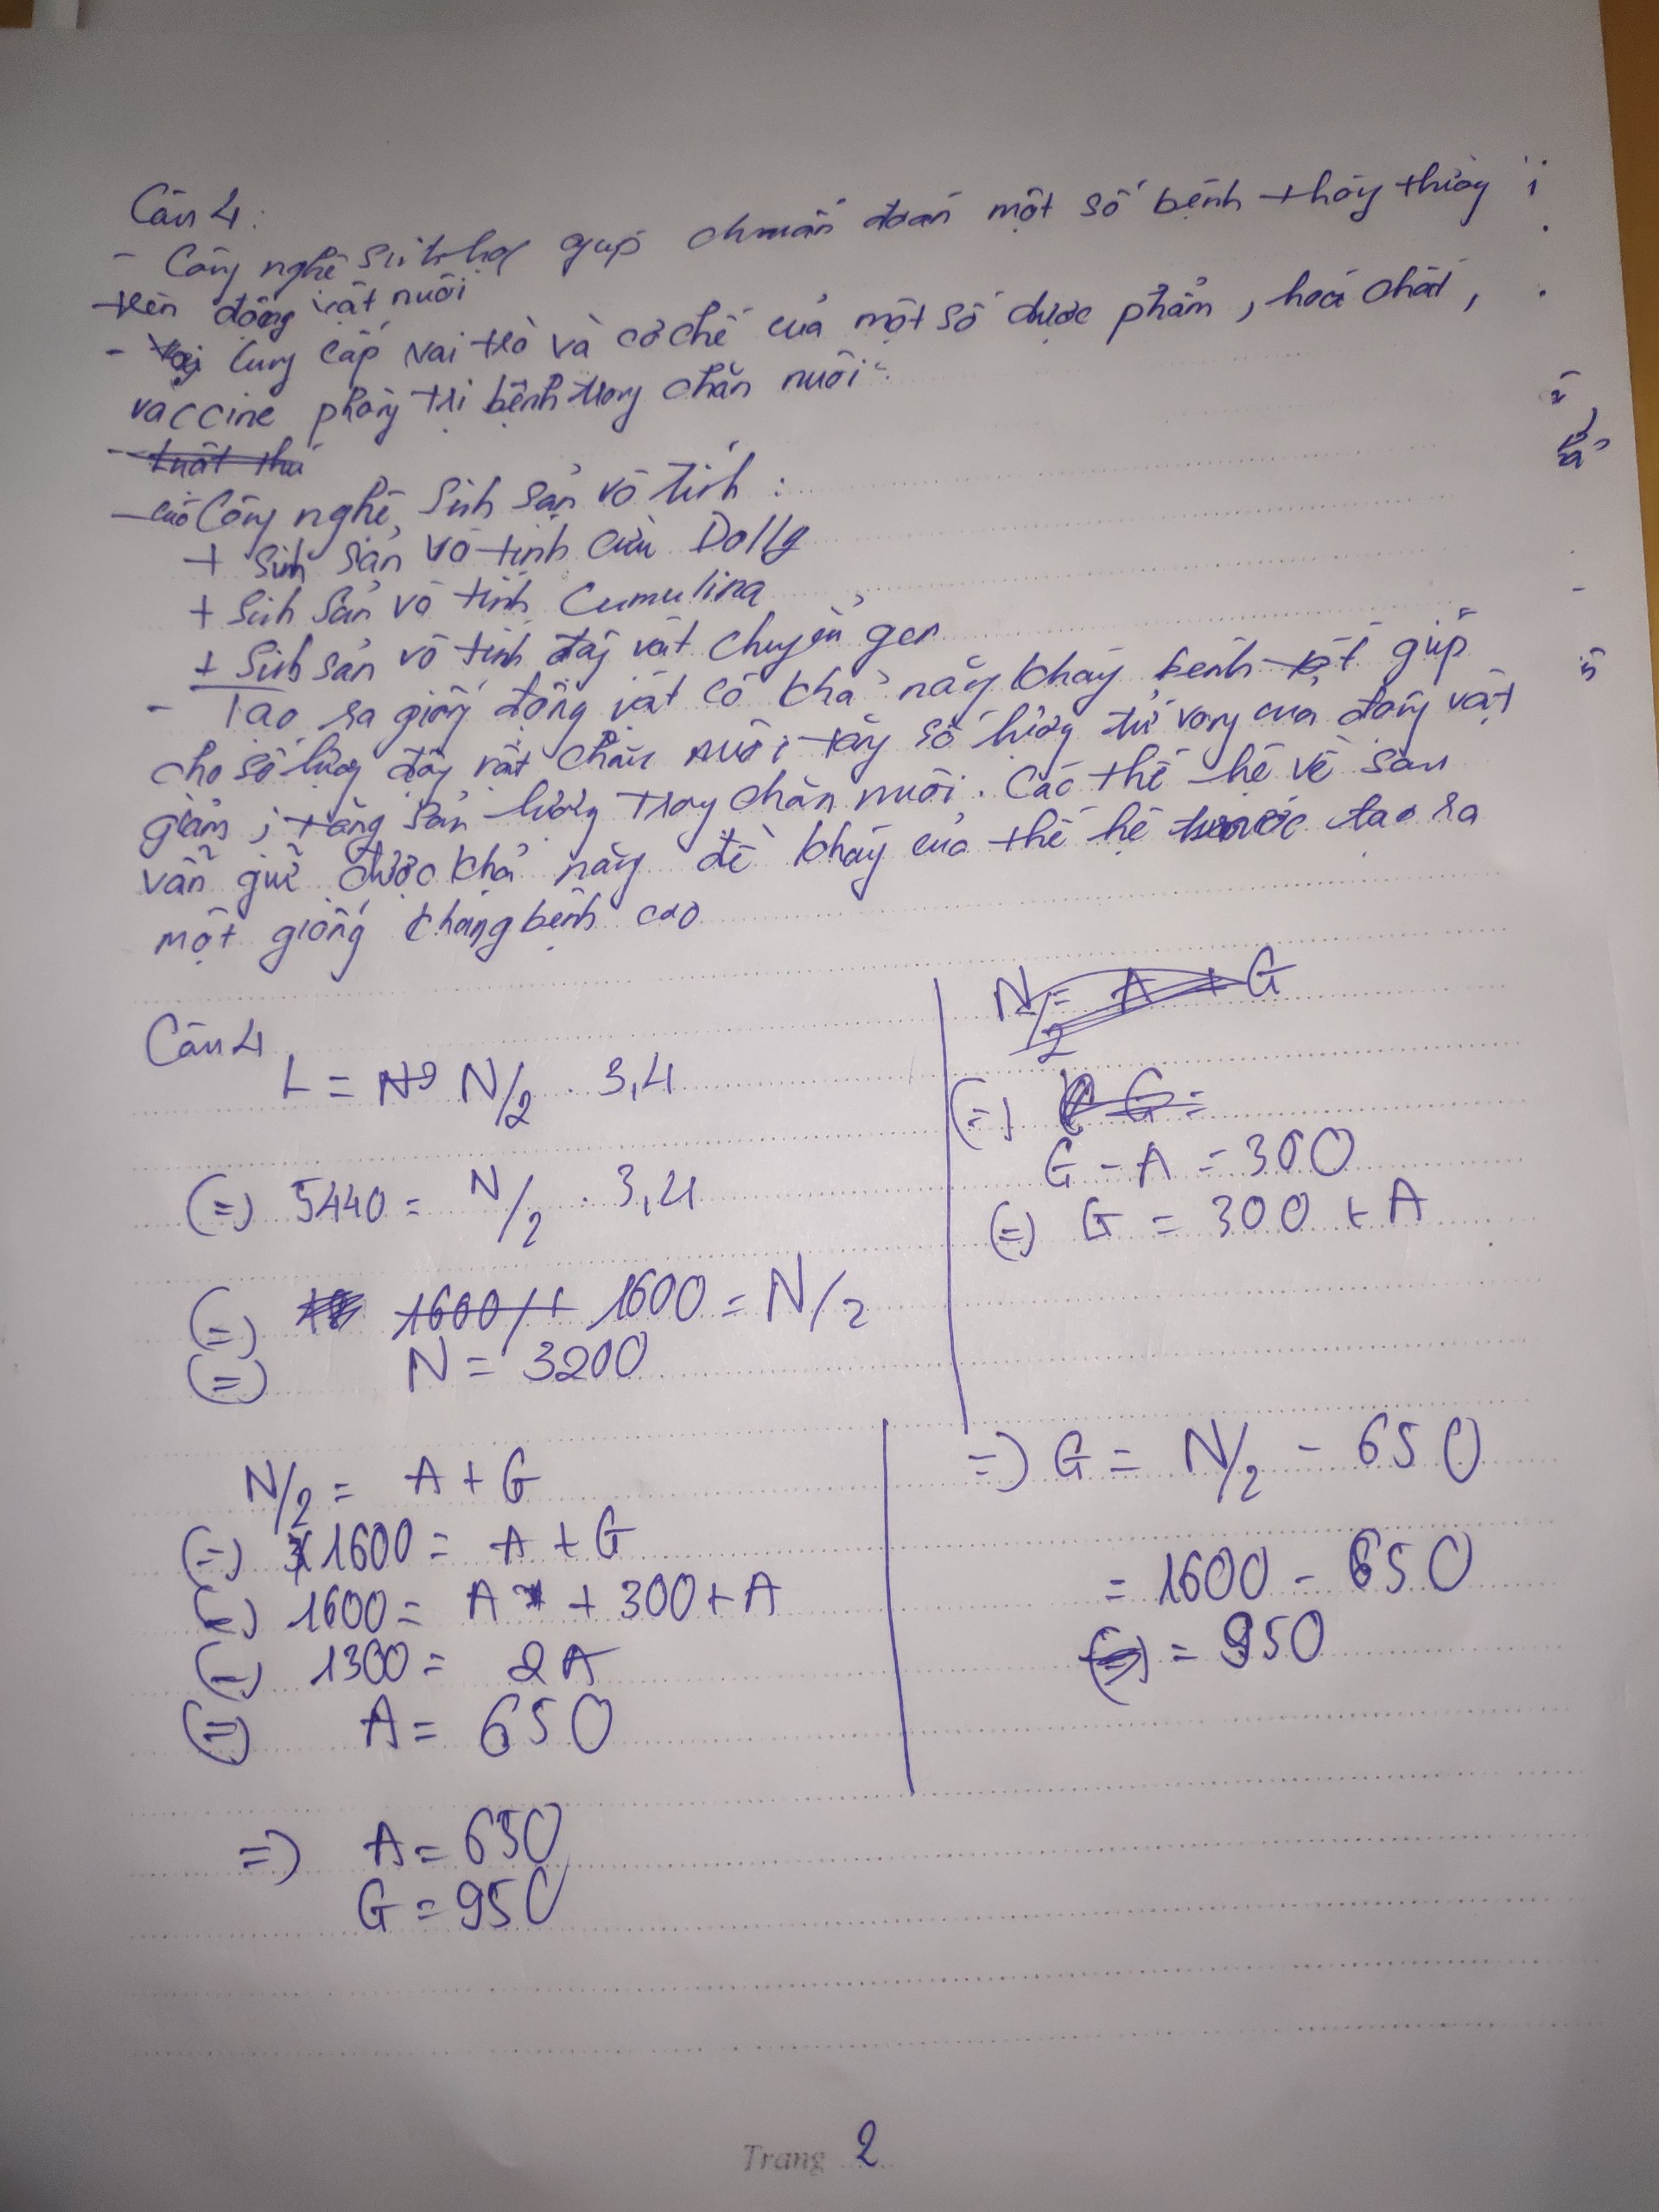 Câu 4:
- Công nghệ sinh học giúp chuẩn đoán một số bệnh thông thường
trên động vật nuôi
- Cung cấp vai trò và cơ chế của một số dược phẩm, hoá chất,
vaccine phòng trị bệnh trong chăn nuôi.
- Công nghệ sinh sản vô tính:
+ Sinh sản vô tính cừu Dolly
+ Sinh sản vô tính Cumulina
+ Sinh sản vô tính động vật chuyển gen
- Tạo ra giống động vật có khả năng kháng bệnh tốt giúp
cho số lượng động vật chăn nuôi tăng số lượng tử vong của động vật
giảm, tăng sản lượng trong chăn nuôi. Các thế hệ về sau
vẫn giữ được khả năng đề kháng của thế hệ trước tạo ra
một giống kháng bệnh cao
Câu 4
L = N/2 . 3,4
(=) 5440 = N/2 . 3,4
(=) 1600 = N/2
(=) N = 3200
N/2 = A + G
(=)
G - A = 300
(=) G = 300 + A
N/2 = A + G
(=) 1600 = A + G
(=) 1600 = A + 300 + A
(=) 1300 = 2A
(=) A = 650
=) G = N/2 - 650
= 1600 - 650
= 950
=) A = 650
G = 950
Trang 2